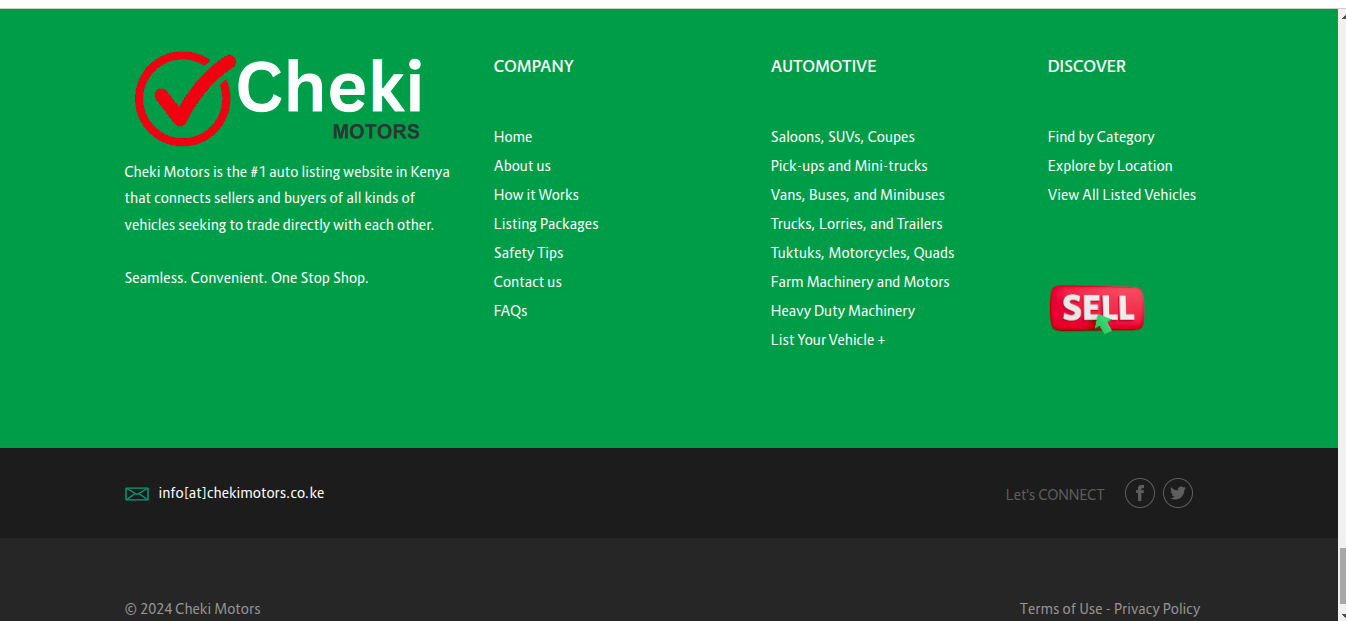 Cheki
MOTORS
Cheki Motors is the #1 auto listing website in Kenya
that connects sellers and buyers of all kinds of
vehicles seeking to trade directly with each other.
Seamless. Convenient. One Stop Shop.
COMPANY
Home
About us
How it Works
Listing Packages
Safety Tips
Contact us
FAQs
AUTOMOTIVE
Saloons, SUVs, Coupes
Pick-ups and Mini-trucks
Vans, Buses, and Minibuses
Trucks, Lorries, and Trailers
Tuktuks, Motorcycles, Quads
Farm Machinery and Motors
Heavy Duty Machinery
List Your Vehicle +
DISCOVER
Find by Category
Explore by Location
View All Listed Vehicles
SELL
info[at]chekimotors.co.ke
Let's CONNECT
© 2024 Cheki Motors
Terms of Use - Privacy Policy